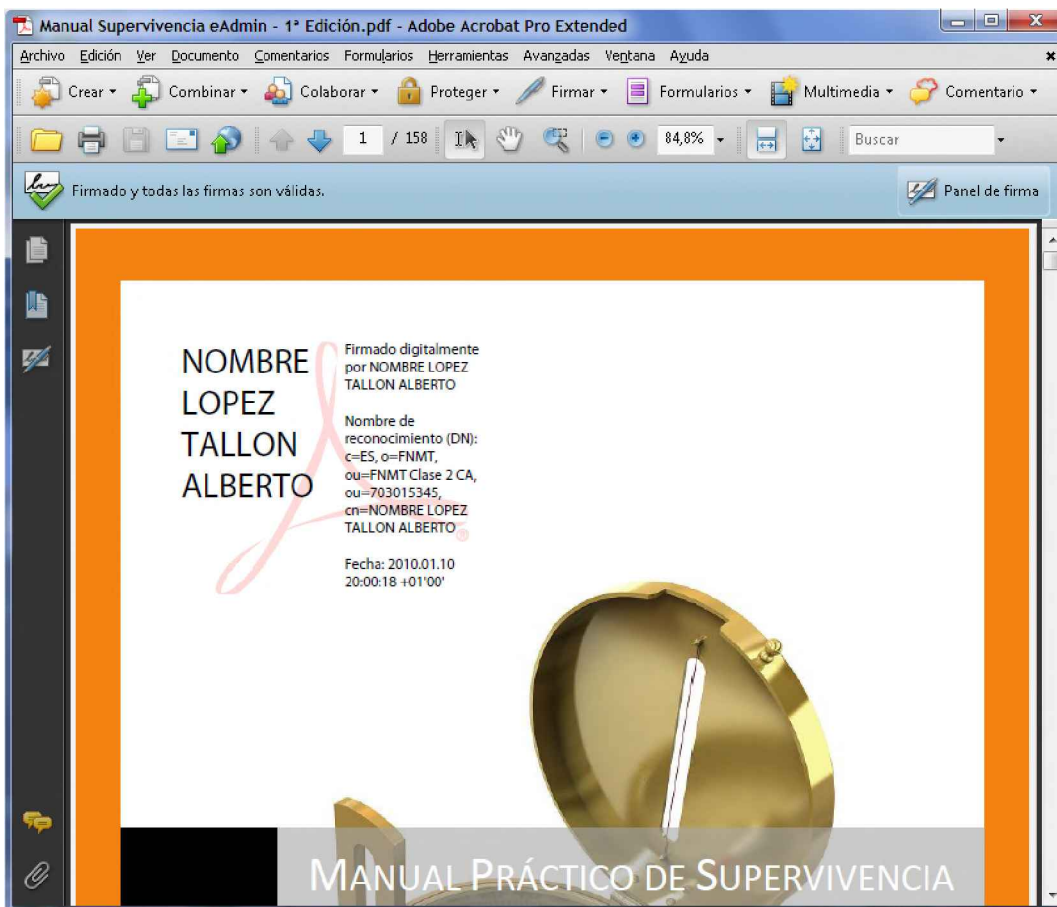 Manual Supervivencia eAdmin - 1ª Edición.pdf - Adobe Acrobat Pro Extended
Archivo Edición Ver Documento Comentarios Formularios Herramientas Avanzadas Ventana Ayuda
Crear Combinar Colaborar Proteger Firmar Formularios Multimedia Comentario
1 / 158 84,8% Buscar
Firmado y todas las firmas son válidas. Panel de firma
NOMBRE
LOPEZ
TALLON
ALBERTO
Firmado digitalmente
por NOMBRE LOPEZ
TALLON ALBERTO
Nombre de
reconocimiento (DN):
c=ES, o=FNMT,
ou=FNMT Clase 2 CA,
ou=703015345,
cn=NOMBRE LOPEZ
TALLON ALBERTO
Fecha: 2010.01.10
20:00:18 +01'00'
MANUAL PRÁCTICO DE SUPERVIVENCIA